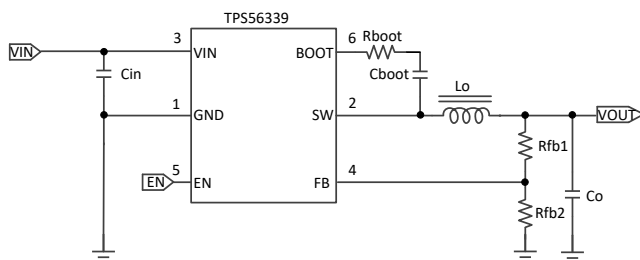 TPS56339
VIN
3
VIN
BOOT
6
Rboot
Cin
Cboot
Lo
1
GND
SW
2
VOUT
Rfb1
EN
5
EN
FB
4
Rfb2
Co